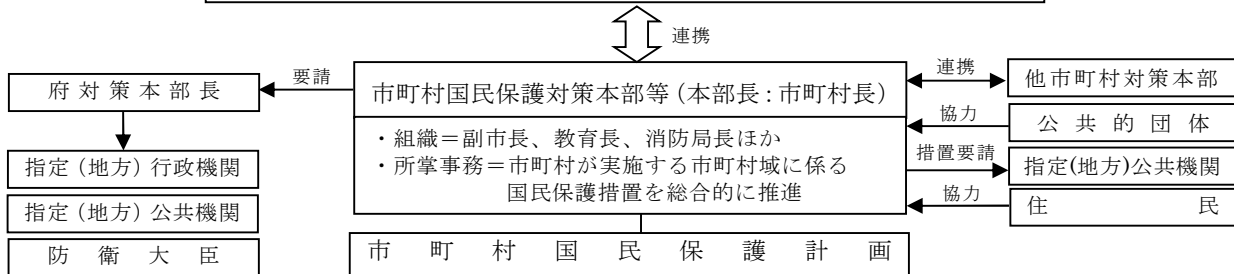 連携
府対策本部長
要請
市町村国民保護対策本部等(本部長:市町村長)
連携
他市町村対策本部
・組織=副市長、教育長、消防局長ほか
・所掌事務=市町村が実施する市町村域に係る
国民保護措置を総合的に推進
協力
公共的団体
指定(地方)行政機関
措置要請
指定(地方)公共機関
指定(地方)公共機関
協力
住民
防衛大臣
市町村国民保護計画